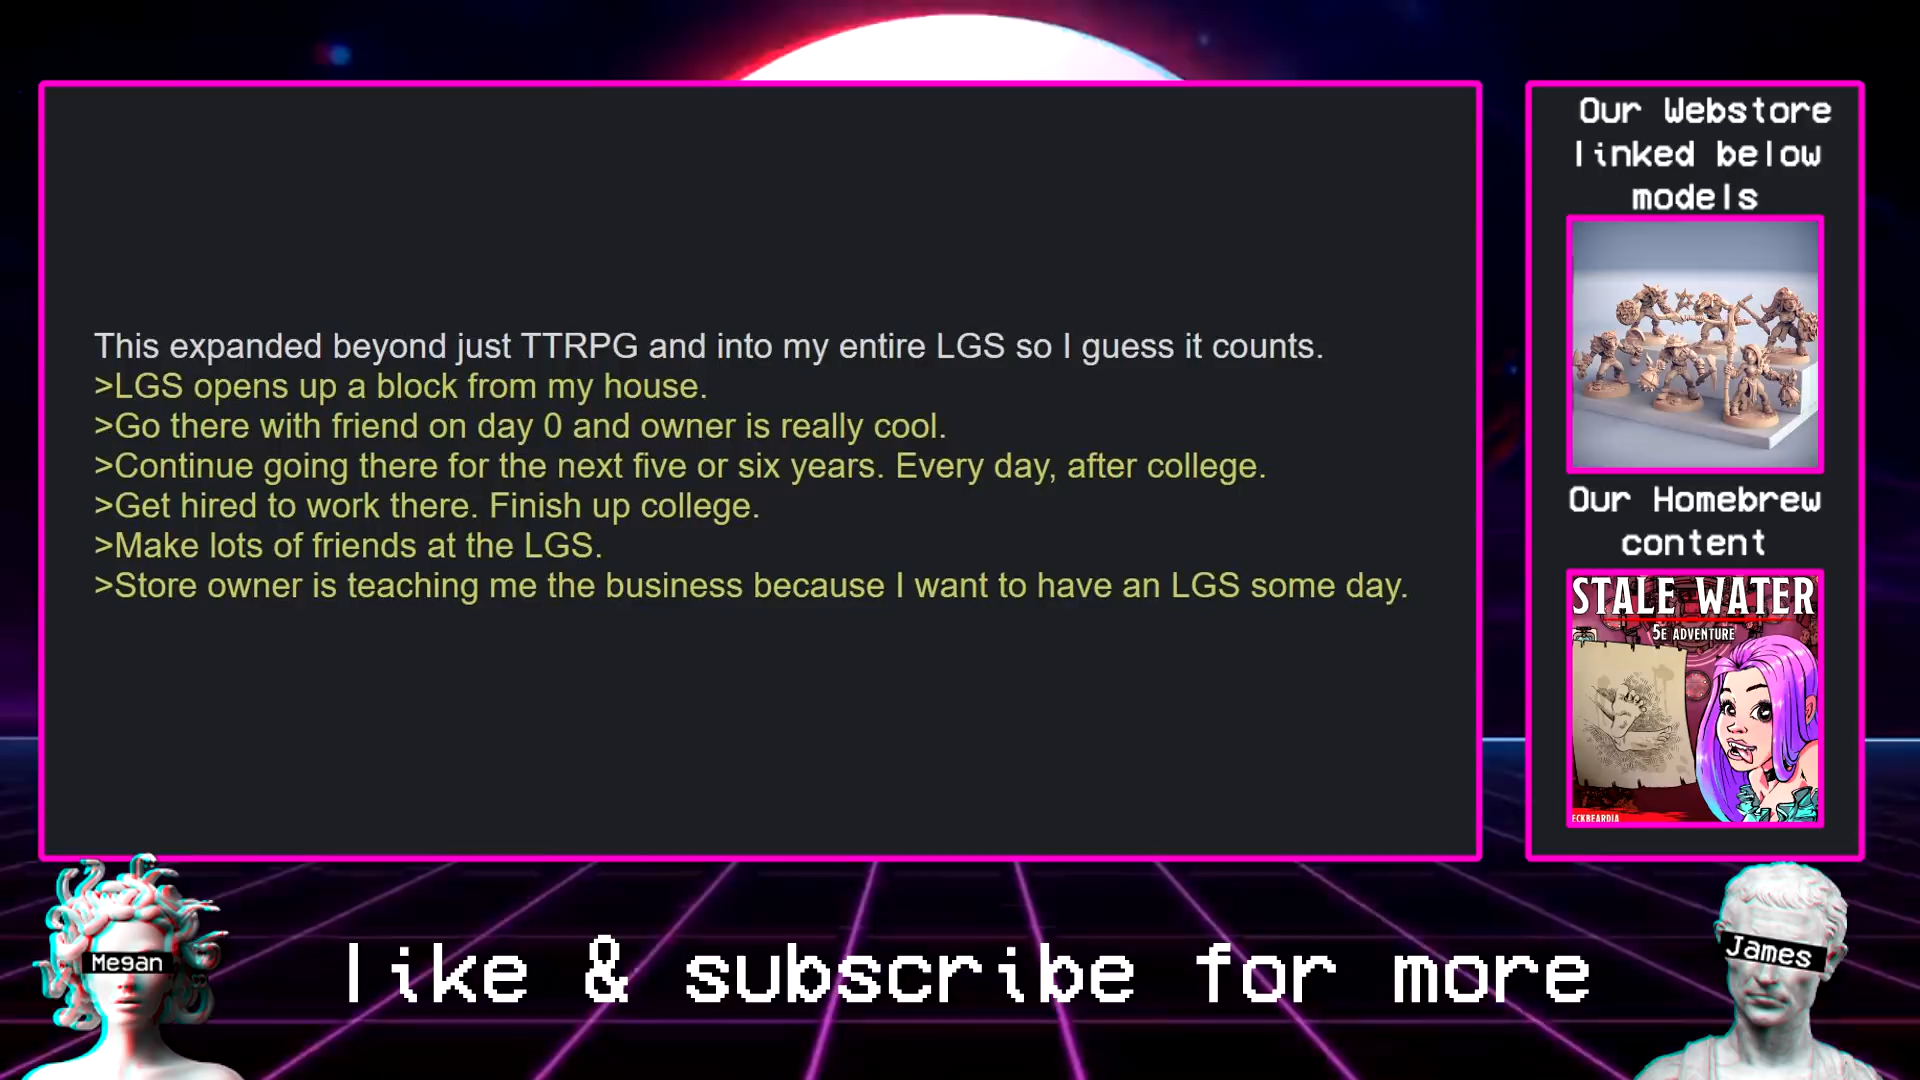 This expanded beyond just TTRPG and into my entire LGS so I guess it counts.
>LGS opens up a block from my house.
>Go there with friend on day 0 and owner is really cool.
>Continue going there for the next five or six years. Every day, after college.
>Get hired to work there. Finish up college.
>Make lots of friends at the LGS.
>Store owner is teaching me the business because I want to have an LGS some day.
Our Webstore
linked below
models
Our Homebrew
content
STALE WATER
5E ADVENTURE
ECKBEARDIA
Megan
like & subscribe for more
James